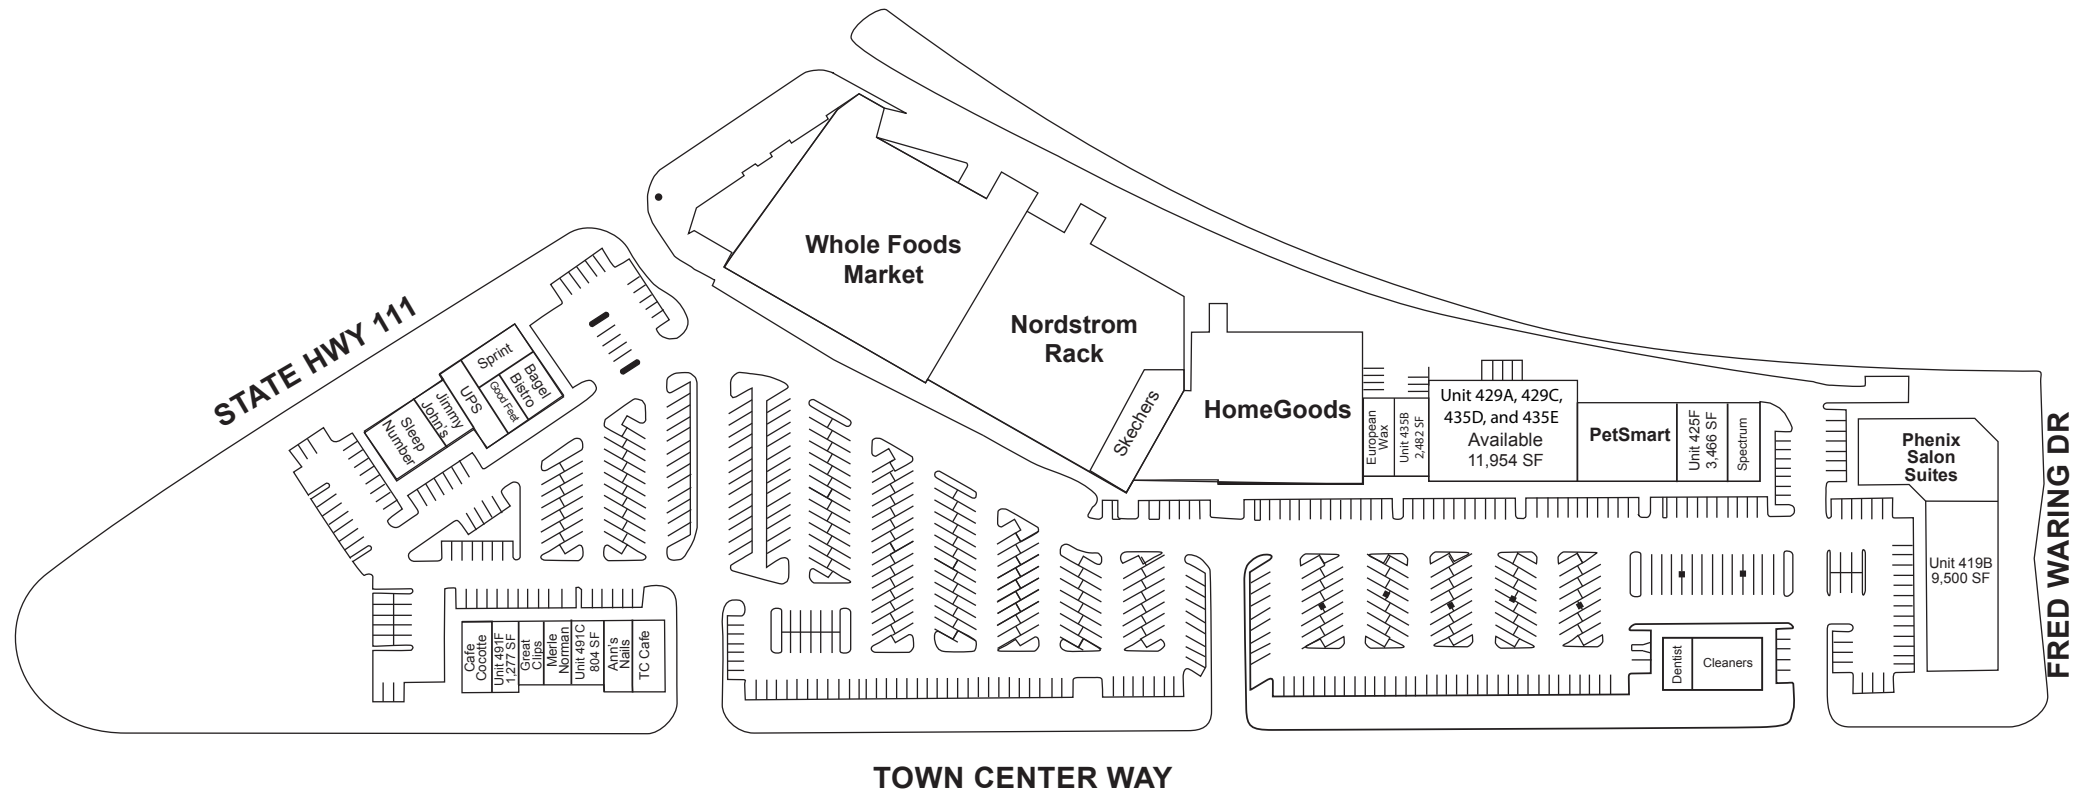 STATE HWY 111
Whole Foods
Market
Nordstrom
Rack
Skechers
HomeGoods
European
Wax
Unit 435B
2,482 SF
Unit 429A, 429C,
435D, and 435E
Available
11,954 SF
PetSmart
Unit 425F
3,466 SF
Spectrum
Phenix
Salon
Suites
Unit 419B
9,500 SF
FRED WARING DR
Sleep
Number
Jimmy
John's
UPS
Sprint
Good Feet
Bagel
Bistro
Cafe
Cocotte
Unit 491F
1,277 SF
Great
Clips
Merle
Norman
Unit 491C
804 SF
Ann's
Nails
TC Cafe
Dentist
Cleaners
TOWN CENTER WAY